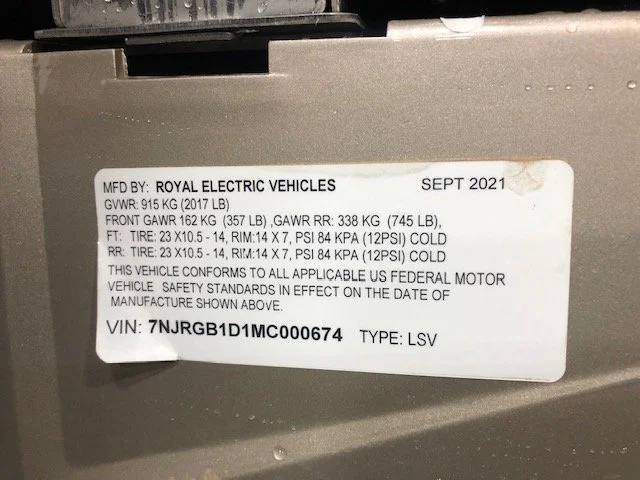 MFD BY: ROYAL ELECTRIC VEHICLES SEPT 2021
GVWR: 915 KG (2017 LB)
FRONT GAWR 162 KG (357 LB) ,GAWR RR: 338 KG (745 LB),
FT: TIRE: 23 X10.5 - 14, RIM:14 X 7, PSI 84 KPA (12PSI) COLD
RR: TIRE: 23 X10.5 - 14, RIM:14 X 7, PSI 84 KPA (12PSI) COLD
THIS VEHICLE CONFORMS TO ALL APPLICABLE US FEDERAL MOTOR
VEHICLE SAFETY STANDARDS IN EFFECT ON THE DATE OF
MANUFACTURE SHOWN ABOVE.
VIN: 7NJRGB1D1MC000674 TYPE: LSV